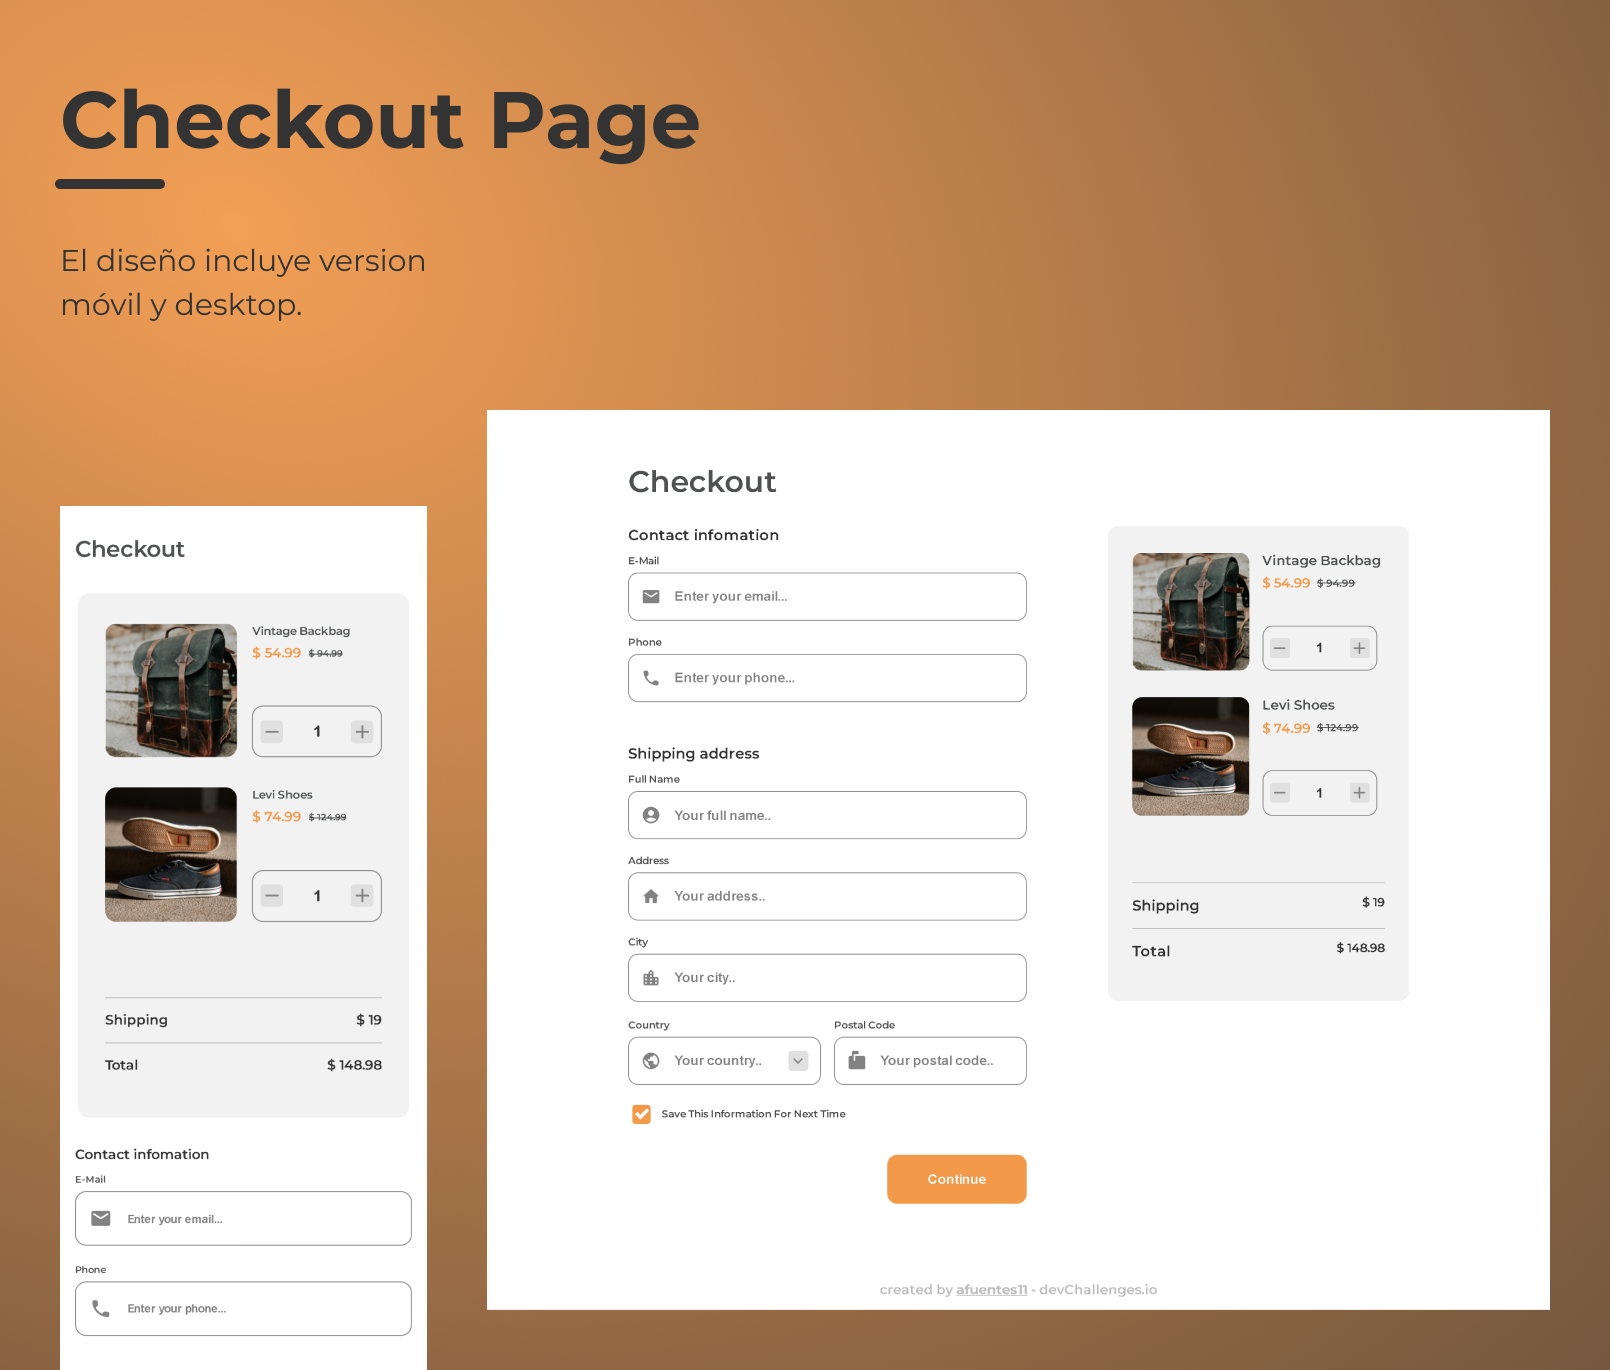 Checkout Page
El diseño incluye version
móvil y desktop.
Checkout
Vintage Backbag
$ 54.99 $ 94.99
1
Levi Shoes
$ 74.99 $ 124.99
1
Shipping $ 19
Total $ 148.98
Contact infomation
E-Mail
Enter your email...
Phone
Enter your phone...
Checkout
Contact infomation
E-Mail
Enter your email...
Phone
Enter your phone...
Shipping address
Full Name
Your full name..
Address
Your address..
City
Your city..
Country Postal Code
Your country.. Your postal code..
Save This Information For Next Time
Continue
Vintage Backbag
$ 54.99 $ 94.99
1
Levi Shoes
$ 74.99 $ 124.99
1
Shipping $ 19
Total $ 148.98
created by afuentes11 - devChallenges.io